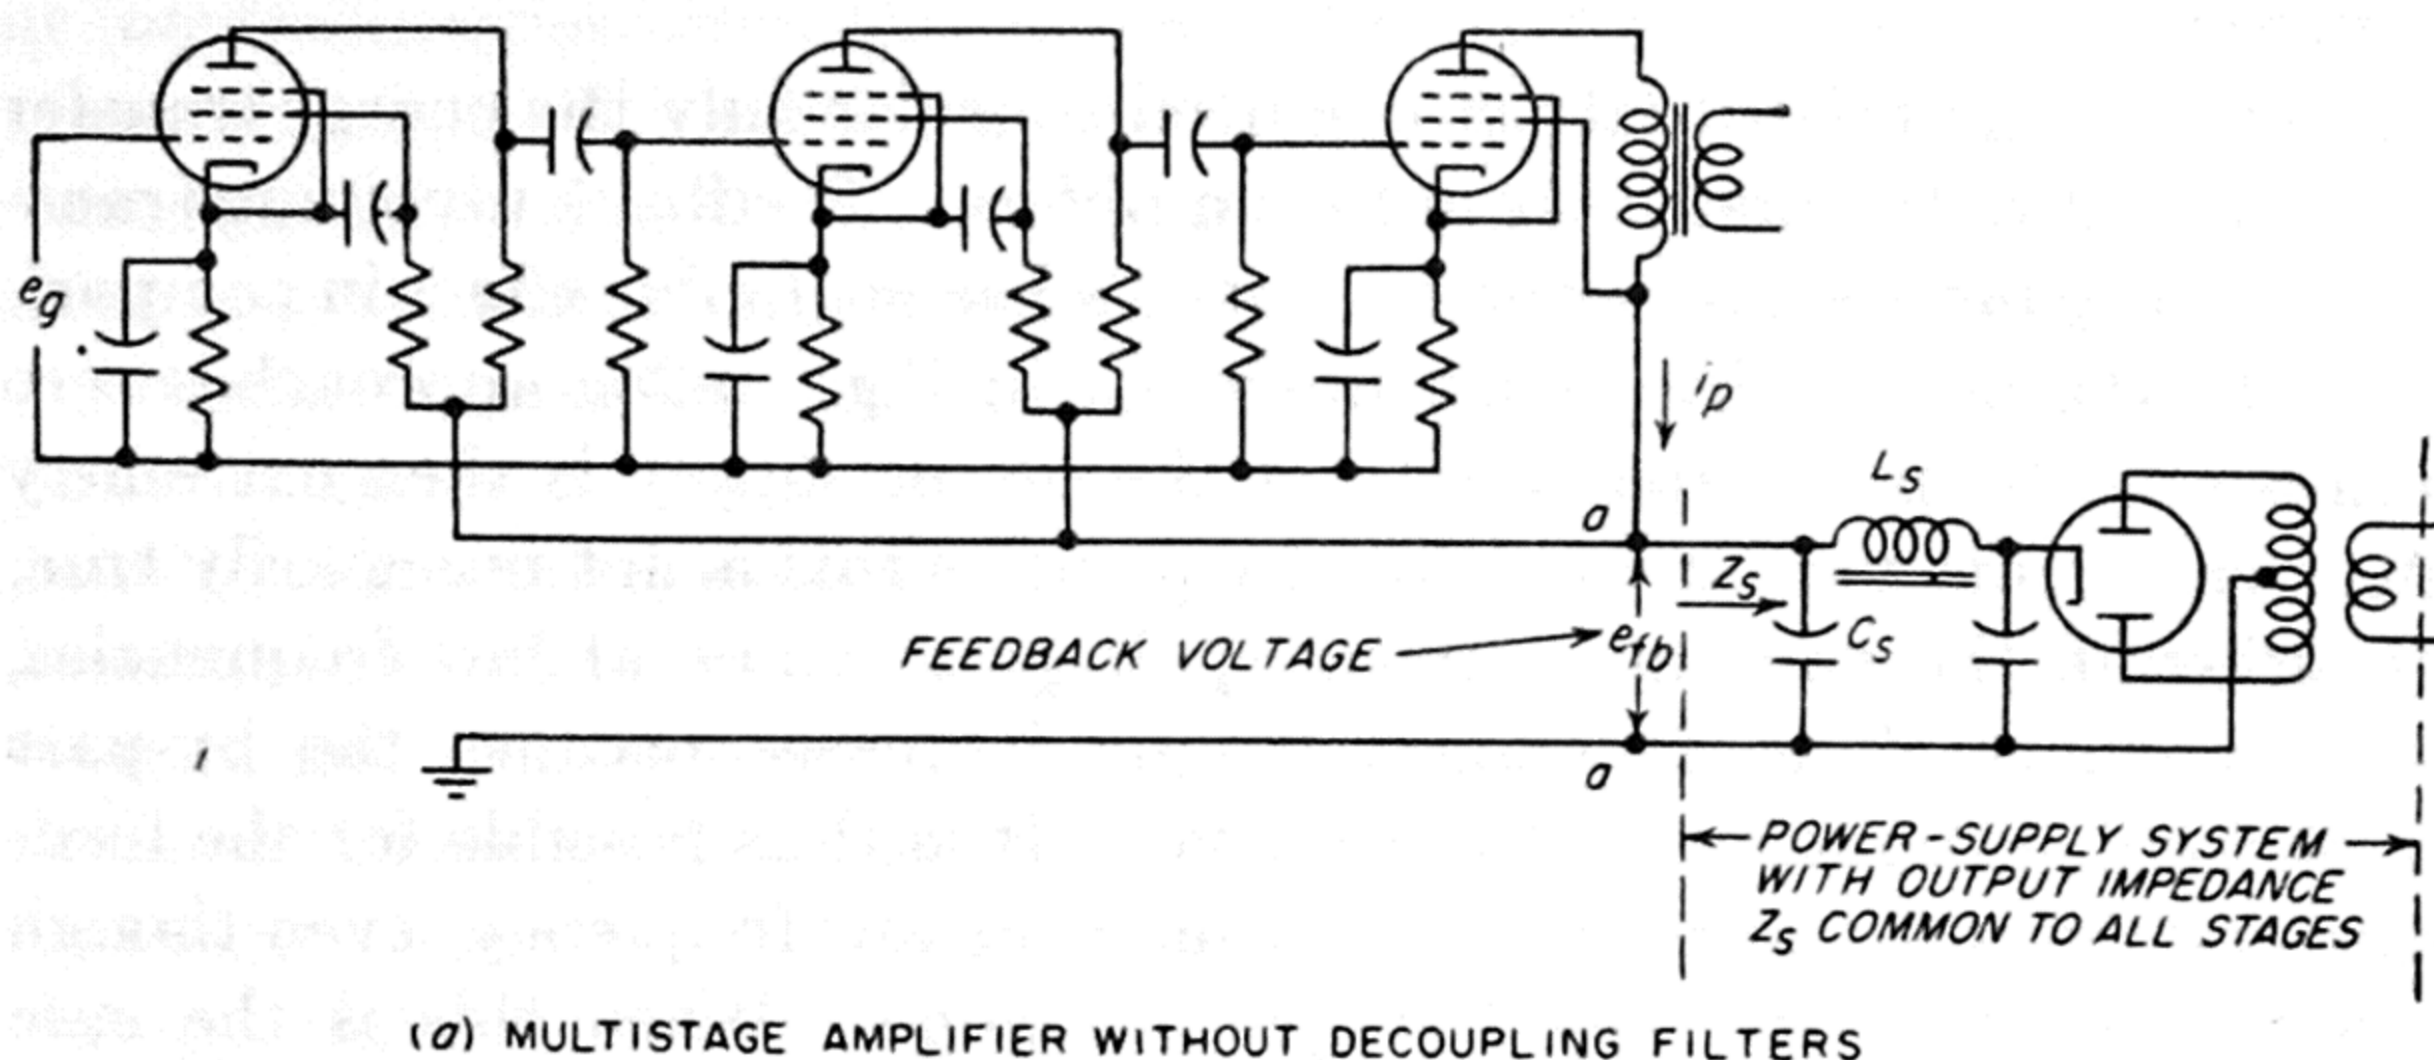 eg
ip
Ls
a
Zs
FEEDBACK VOLTAGE
efb
Cs
a
POWER-SUPPLY SYSTEM
WITH OUTPUT IMPEDANCE
Zs COMMON TO ALL STAGES
(a) MULTISTAGE AMPLIFIER WITHOUT DECOUPLING FILTERS